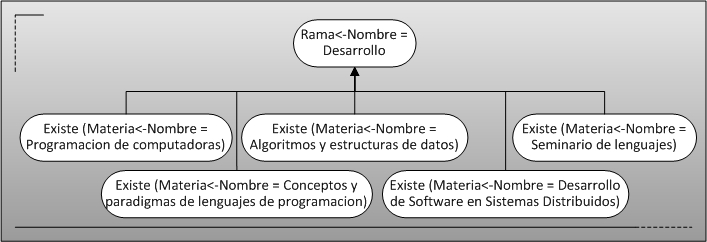 Rama<-Nombre =
Desarrollo
Existe (Materia<-Nombre =
Programacion de computadoras)
Existe (Materia<-Nombre =
Algoritmos y estructuras de datos)
Existe (Materia<-Nombre =
Seminario de lenguajes)
Existe (Materia<-Nombre = Conceptos y
paradigmas de lenguajes de programacion)
Existe (Materia<-Nombre = Desarrollo
de Software en Sistemas Distribuidos)